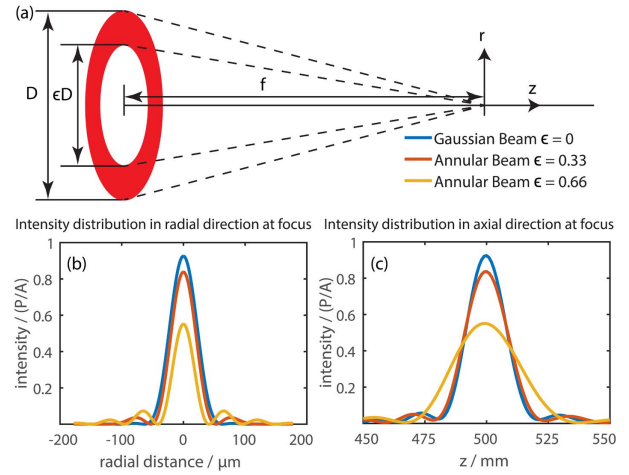 (a)
D
ϵD
f
r
z
Gaussian Beam ϵ = 0
Annular Beam ϵ = 0.33
Annular Beam ϵ = 0.66
Intensity distribution in radial direction at focus
(b)
intensity / (P/A)
1
0.8
0.6
0.4
0.2
-200 -100 0 100 200
radial distance / μm
Intensity distribution in axial direction at focus
(c)
intensity / (P/A)
1
0.8
0.6
0.4
0.2
450 475 500 525 550
z / mm